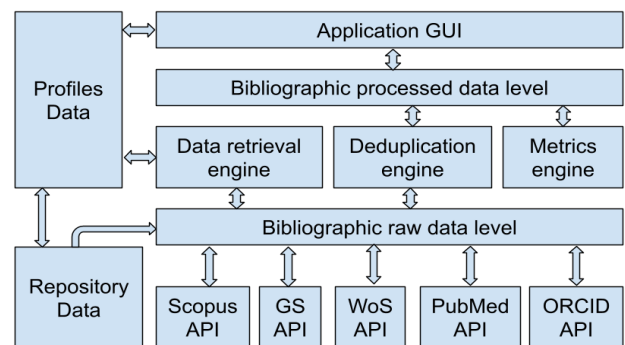 Application GUI
Profiles
Data
Bibliographic processed data level
Data retrieval
engine
Deduplication
engine
Metrics
engine
Bibliographic raw data level
Repository
Data
Scopus
API
GS
API
WoS
API
PubMed
API
ORCID
API